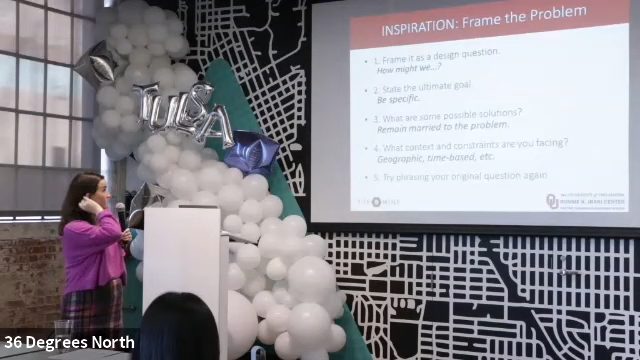 INSPIRATION: Frame the Problem
1. Frame it as a design question.
How might we...?
2. State the ultimate goal.
Be specific.
3. What are some possible solutions?
Remain married to the problem.
4. What context and constraints are you facing?
Geographic, time-based, etc.
5. Try phrasing your original question again
TULSA
36 Degrees North